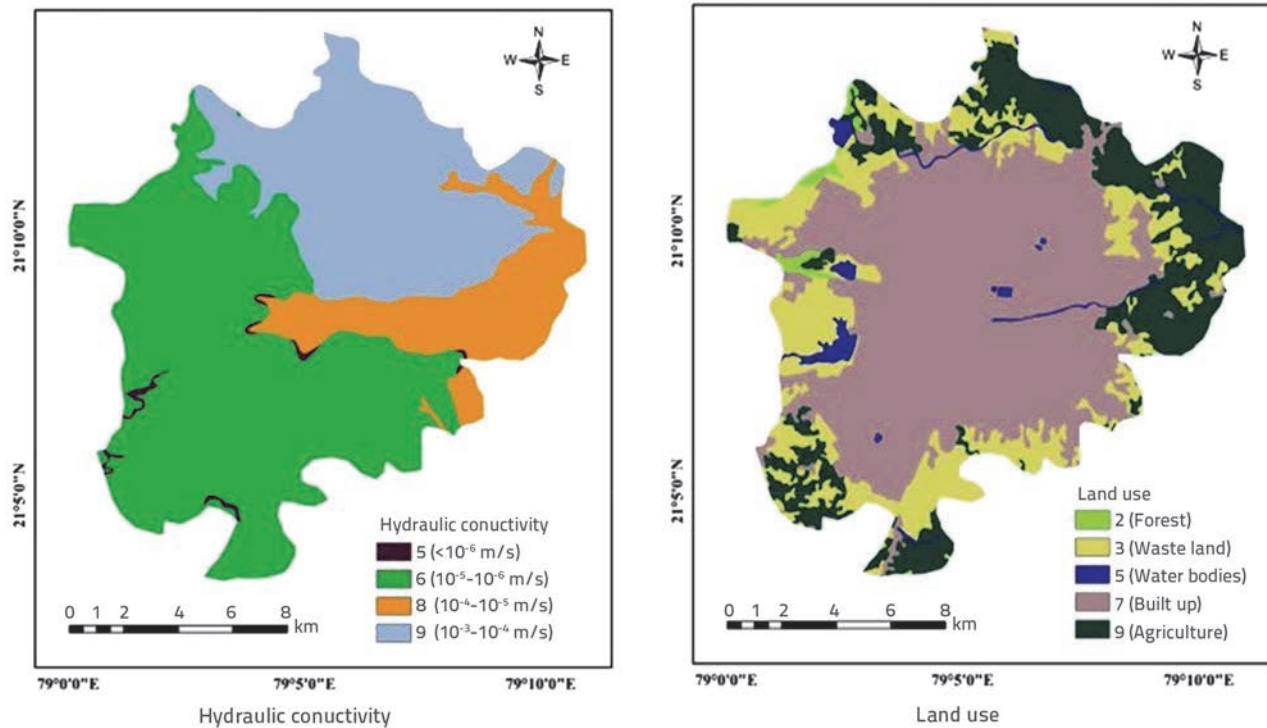 N
W E
S
21°10'0"N
21°5'0"N
Hydraulic conuctivity
5 (<10⁻⁶ m/s)
6 (10⁻⁵-10⁻⁶ m/s)
8 (10⁻⁴-10⁻⁵ m/s)
9 (10⁻³-10⁻⁴ m/s)
0 1 2 4 6 8
km
79°0'0"E 79°5'0"E 79°10'0"E
Hydraulic conuctivity
N
W E
S
21°10'0"N
21°5'0"N
Land use
2 (Forest)
3 (Waste land)
5 (Water bodies)
7 (Built up)
9 (Agriculture)
0 1 2 4 6 8
km
79°0'0"E 79°5'0"E 79°10'0"E
Land use